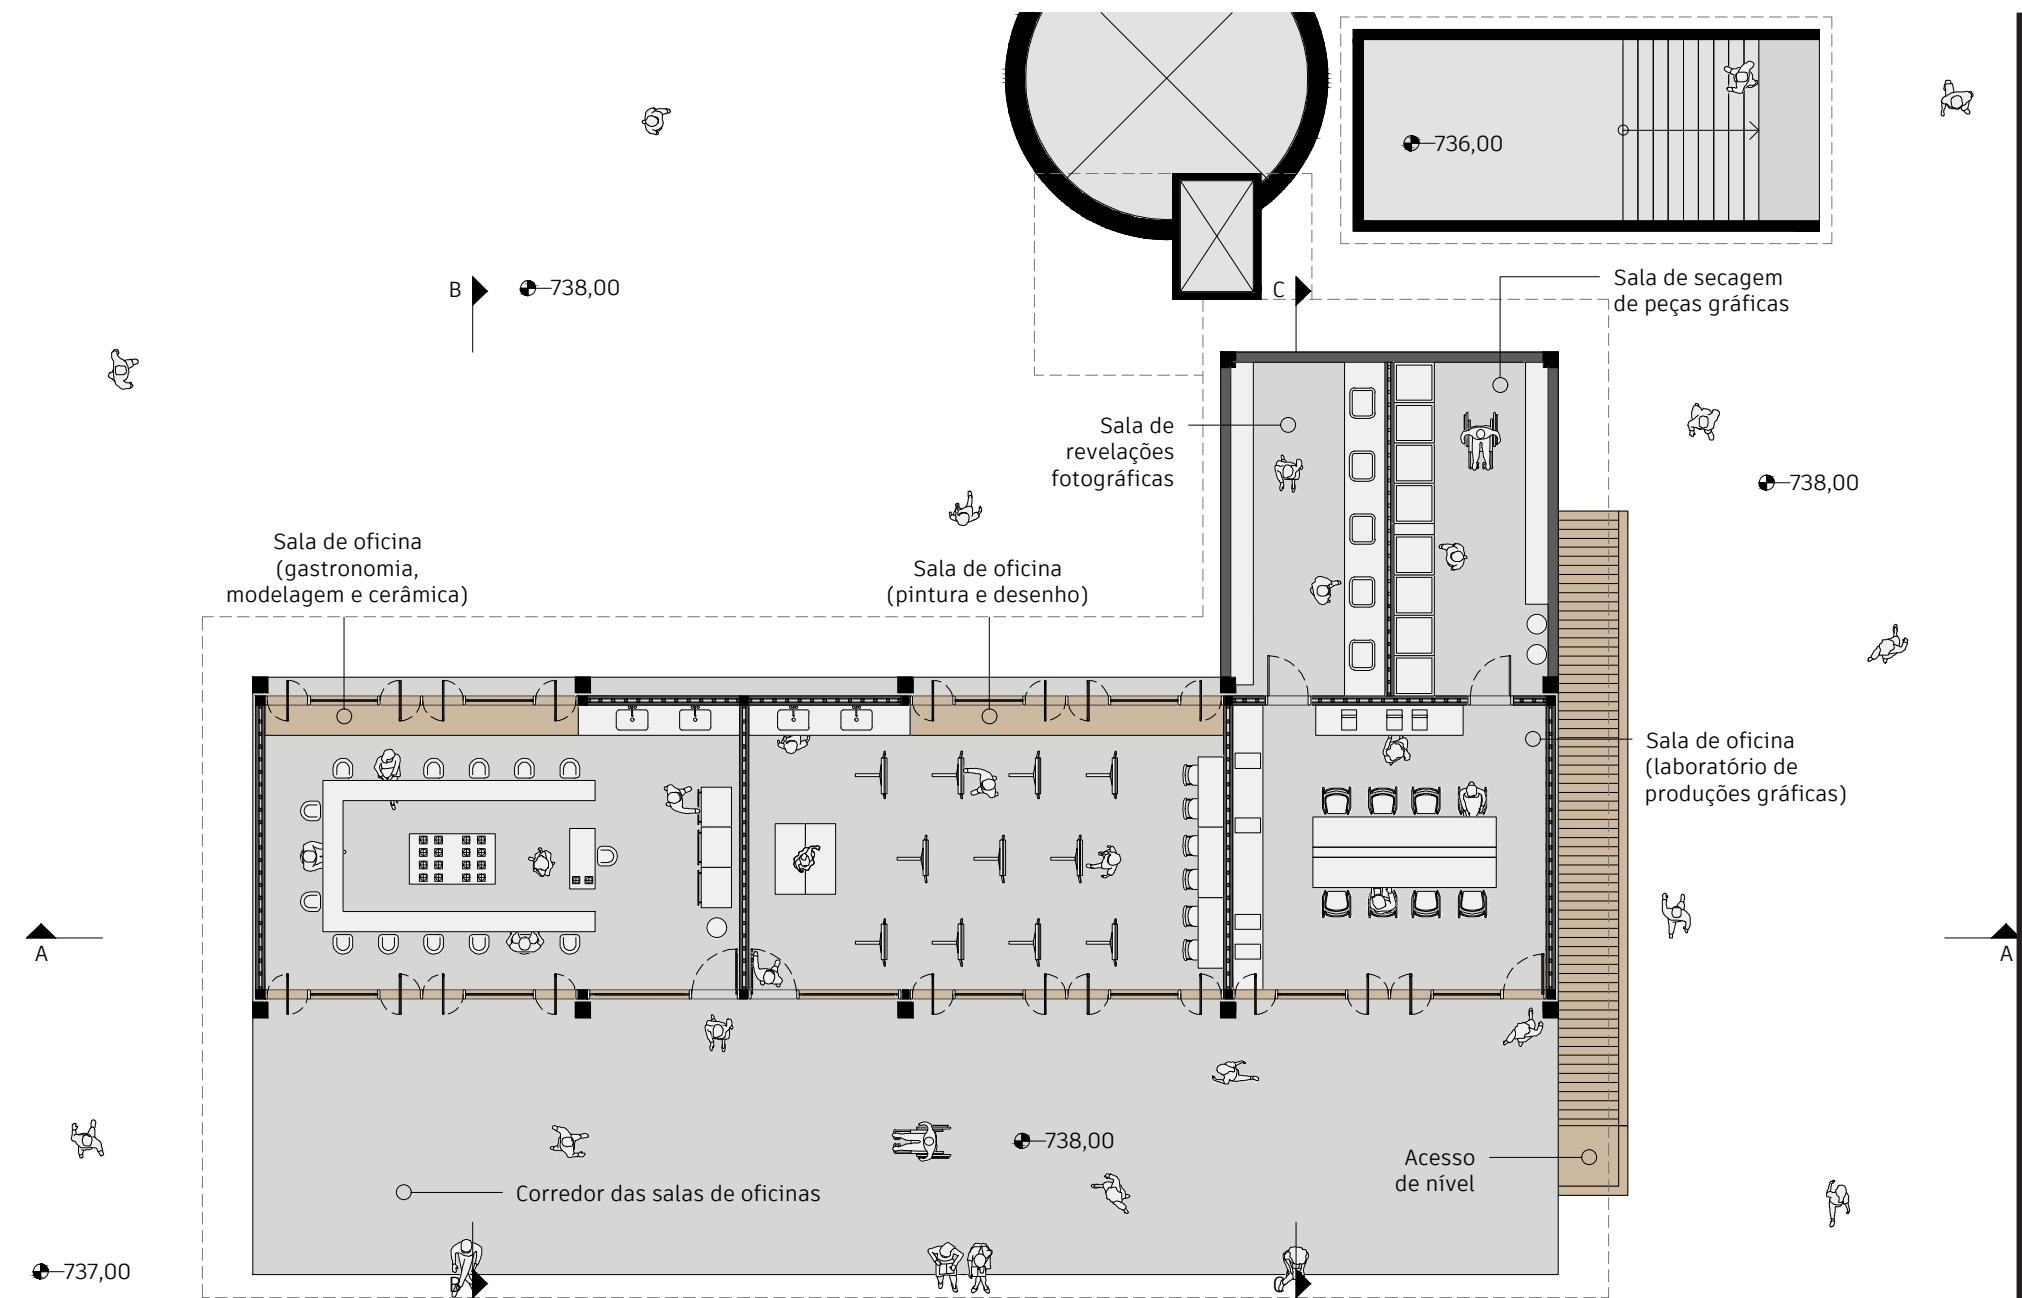 736,00
B
738,00
C
Sala de secagem
de peças gráficas
Sala de
revelações
fotográficas
738,00
Sala de oficina
(gastronomia,
modelagem e cerâmica)
Sala de oficina
(pintura e desenho)
Sala de oficina
(laboratório de
produções gráficas)
A
A
738,00
Acesso
de nível
Corredor das salas de oficinas
737,00
B
C